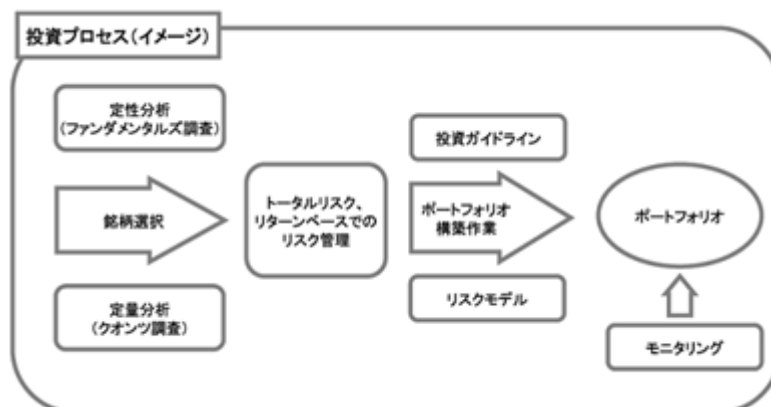 投資プロセス(イメージ)
定性分析
(ファンダメンタルズ調査)
銘柄選択
定量分析
(クオンツ調査)
トータルリスク、
リターンベースでの
リスク管理
投資ガイドライン
ポートフォリオ
構築作業
リスクモデル
ポートフォリオ
モニタリング